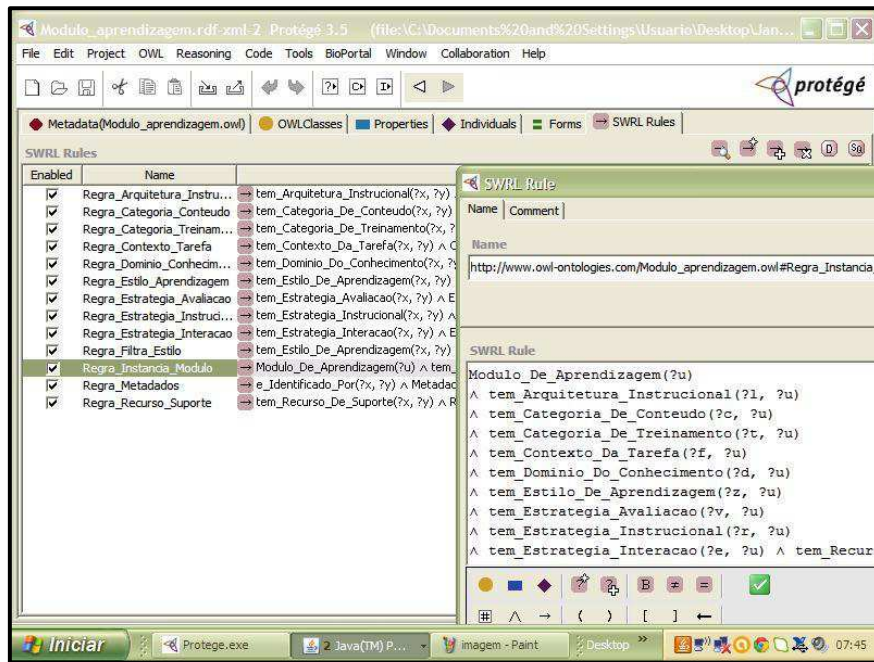 Modulo_aprendizagem.rdf-xml-2 Protégé 3.5 (file:\C:\Documents%20and%20Settings\Usuario\Desktop\Jan...
File Edit Project OWL Reasoning Code Tools BioPortal Window Collaboration Help
protégé
Metadata(Modulo_aprendizagem.owl) OWLClasses Properties Individuals Forms SWRL Rules
SWRL Rules
Enabled Name
Regra_Arquitetura_Instru... → tem_Arquitetura_Instrucional(?x, ?y)
Regra_Categoria_Conteudo → tem_Categoria_De_Conteudo(?x, ?y)
Regra_Categoria_Treinam... → tem_Categoria_De_Treinamento(?x, ?
Regra_Contexto_Tarefa → tem_Contexto_Da_Tarefa(?x, ?y) ∧ C
Regra_Dominio_Conhecim... → tem_Dominio_Do_Conhecimento(?x, ?y
Regra_Estilo_Aprendizagem → tem_Estilo_De_Aprendizagem(?x, ?y)
Regra_Estrategia_Avaliacao → tem_Estrategia_Avaliacao(?x, ?y) ∧ E
Regra_Estrategia_Instruci... → tem_Estrategia_Instrucional(?x, ?y) ∧
Regra_Estrategia_Interacao → tem_Estrategia_Interacao(?x, ?y) ∧ E
Regra_Filtra_Estilo → tem_Estilo_De_Aprendizagem(?x, ?y)
Regra_Instancia_Modulo → Modulo_De_Aprendizagem(?u) ∧ tem_
Regra_Metadados → e_Identificado_Por(?x, ?y) ∧ Metadac
Regra_Recurso_Suporte → tem_Recurso_De_Suporte(?x, ?y) ∧ R
SWRL Rule
Name Comment
Name
http://www.owl-ontologies.com/Modulo_aprendizagem.owl#Regra_Instancia_
SWRL Rule
Modulo_De_Aprendizagem(?u)
∧ tem_Arquitetura_Instrucional(?l, ?u)
∧ tem_Categoria_De_Conteudo(?c, ?u)
∧ tem_Categoria_De_Treinamento(?t, ?u)
∧ tem_Contexto_Da_Tarefa(?f, ?u)
∧ tem_Dominio_Do_Conhecimento(?d, ?u)
∧ tem_Estilo_De_Aprendizagem(?z, ?u)
∧ tem_Estrategia_Avaliacao(?v, ?u)
∧ tem_Estrategia_Instrucional(?r, ?u)
∧ tem_Estrategia_Interacao(?e, ?u) ∧ tem_Recur
B ≠ =
∧ → ( ) [ ] ←
Iniciar Protege.exe 2 Java(TM) P... imagem - Paint Desktop » 07:45